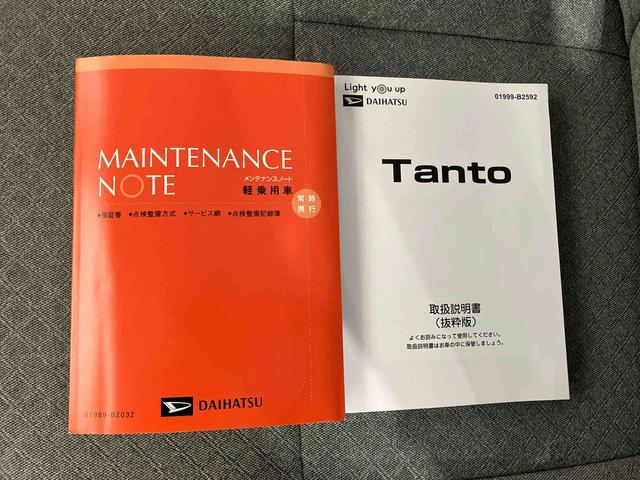 MAINTENANCE
NOTE
メンテナンスノート
軽乗用車
常時
携行
●保証書 ●点検整備方式 ●サービス網 ●点検整備記録簿
01989-B2032
DAIHATSU
Light you up
DAIHATSU
01999-B2592
Tanto
取扱説明書
(抜粋版)
よくお読みになって使用してください。
取扱説明書はお車の中に保管しましょう。